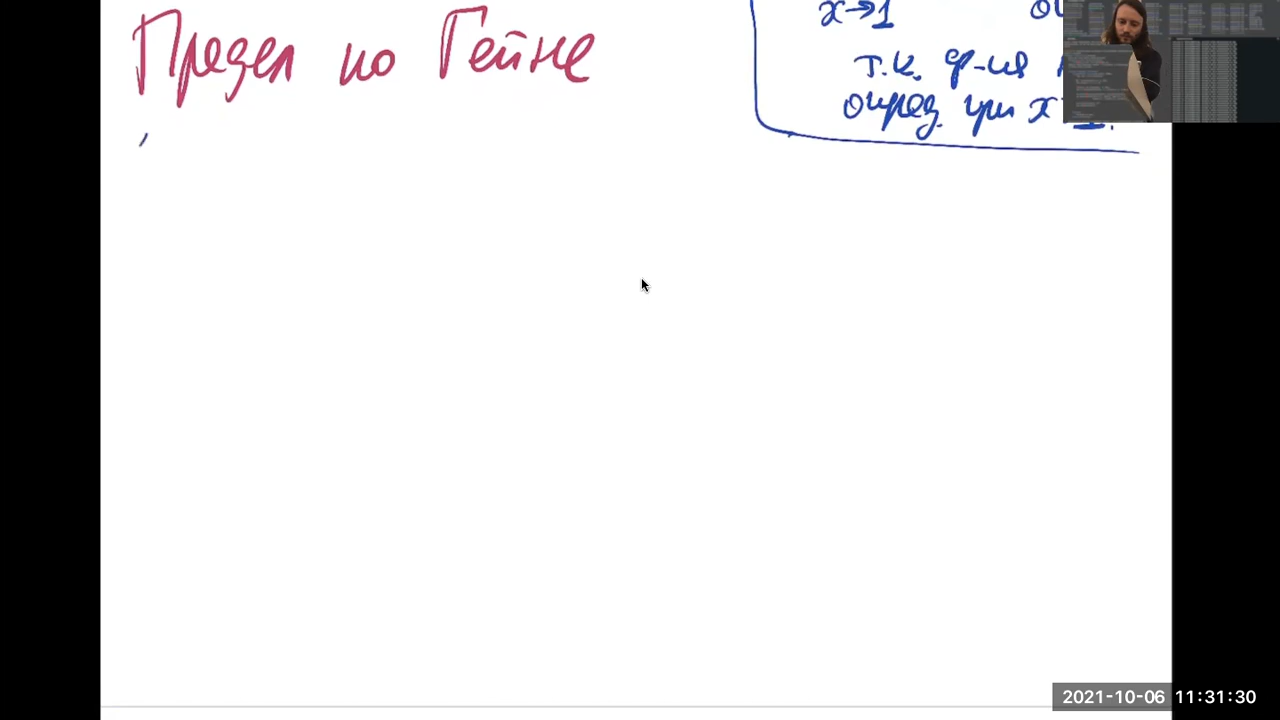 Предел по Гейне
x→1
т.к. ф-ия
опред. при x
2021-10-06 11:31:30